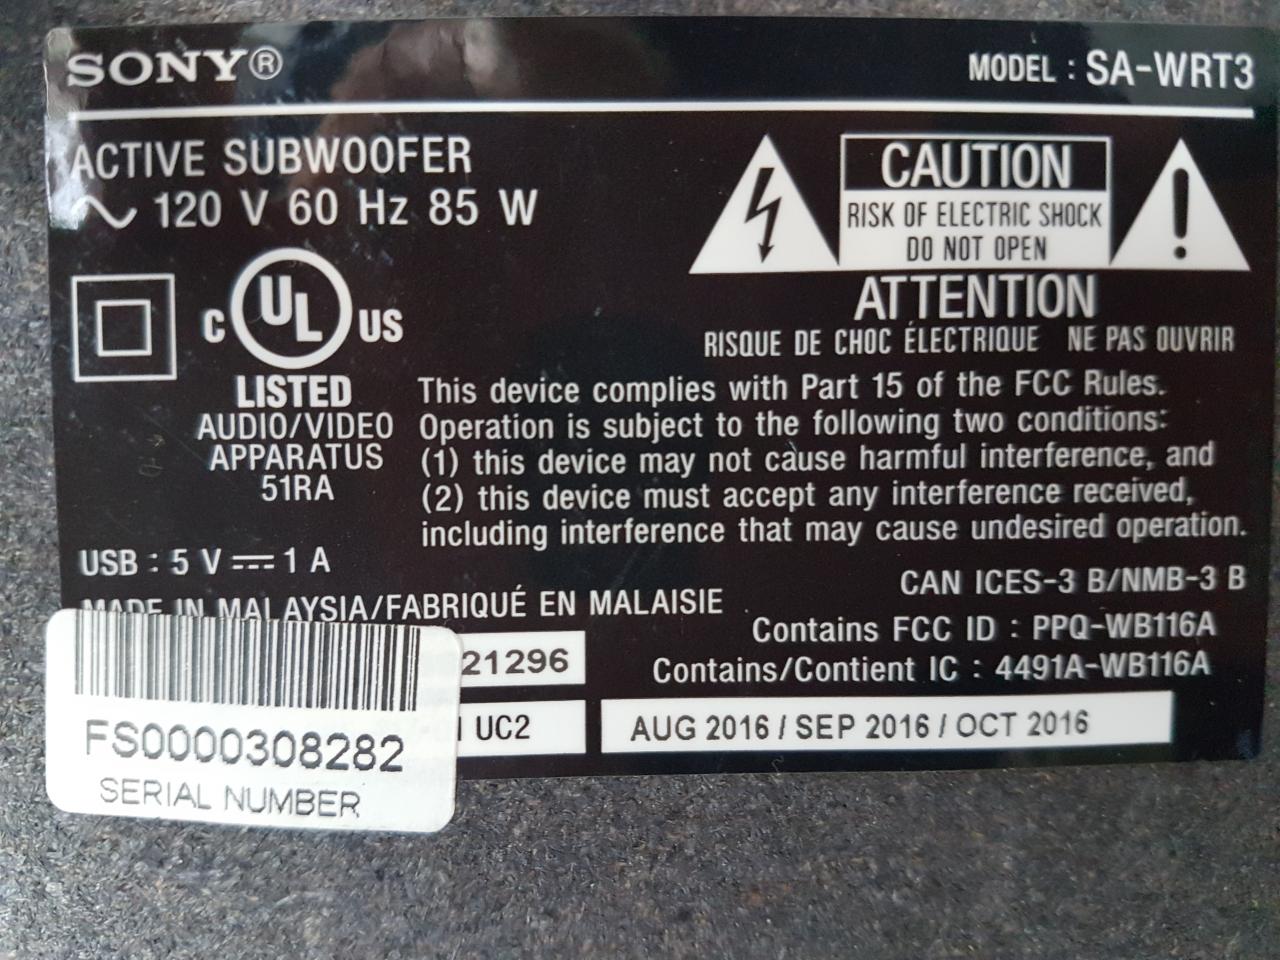 SONY®
MODEL : SA-WRT3
ACTIVE SUBWOOFER
~ 120 V 60 Hz 85 W
CAUTION
RISK OF ELECTRIC SHOCK
DO NOT OPEN
ATTENTION
RISQUE DE CHOC ÉLECTRIQUE NE PAS OUVRIR
C UL US
LISTED
AUDIO/VIDEO
APPARATUS
51RA
This device complies with Part 15 of the FCC Rules.
Operation is subject to the following two conditions:
(1) this device may not cause harmful interference, and
(2) this device must accept any interference received,
including interference that may cause undesired operation.
USB : 5 V ⎓ 1 A
CAN ICES-3 B/NMB-3 B
MADE IN MALAYSIA/FABRIQUÉ EN MALAISIE
Contains FCC ID : PPQ-WB116A
Contains/Contient IC : 4491A-WB116A
21296
UC2
AUG 2016 / SEP 2016 / OCT 2016
FS0000308282
SERIAL NUMBER